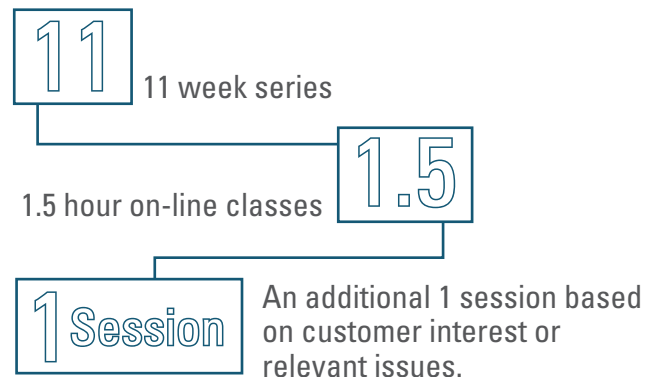 11
11 week series
1.5
1.5 hour on-line classes
1 Session
An additional 1 session based
on customer interest or
relevant issues.